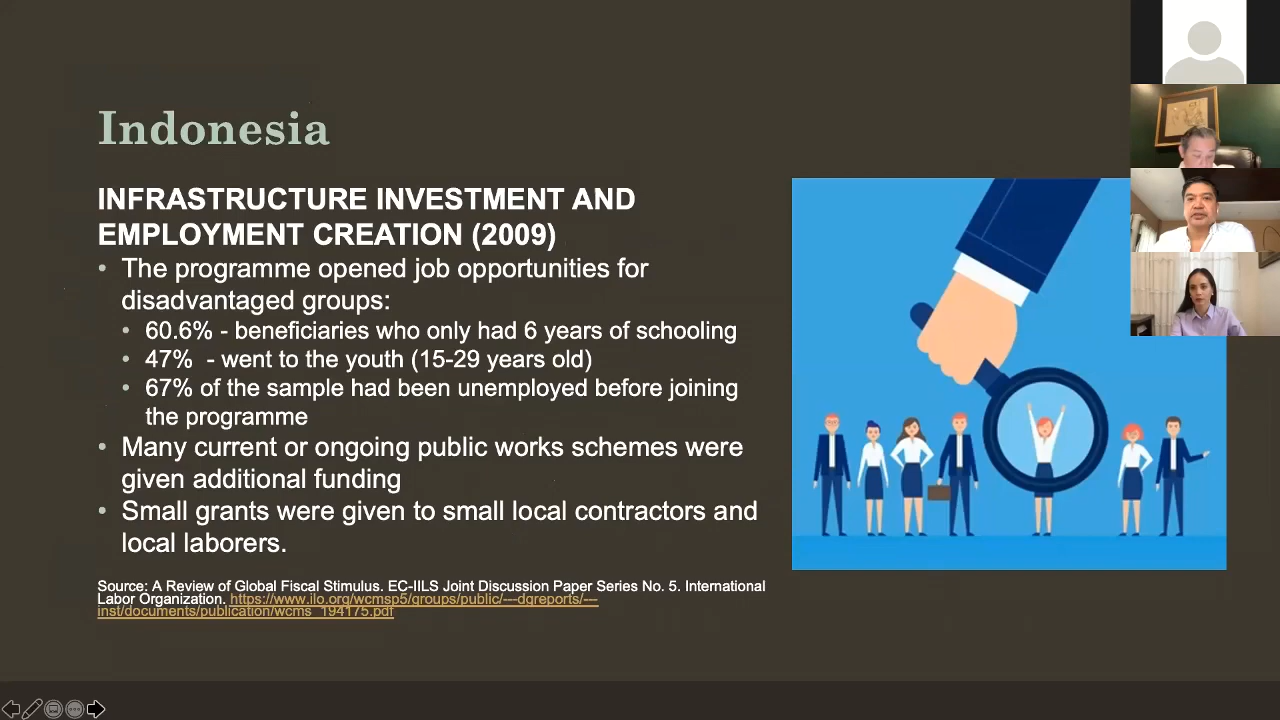 Indonesia
INFRASTRUCTURE INVESTMENT AND
EMPLOYMENT CREATION (2009)
• The programme opened job opportunities for
disadvantaged groups:
• 60.6% - beneficiaries who only had 6 years of schooling
• 47%  - went to the youth (15-29 years old)
• 67% of the sample had been unemployed before joining
the programme
• Many current or ongoing public works schemes were
given additional funding
• Small grants were given to small local contractors and
local laborers.
Source: A Review of Global Fiscal Stimulus. EC-IILS Joint Discussion Paper Series No. 5. International
Labor Organization. https://www.ilo.org/wcmsp5/groups/public/---dgreports/---
inst/documents/publication/wcms_194175.pdf